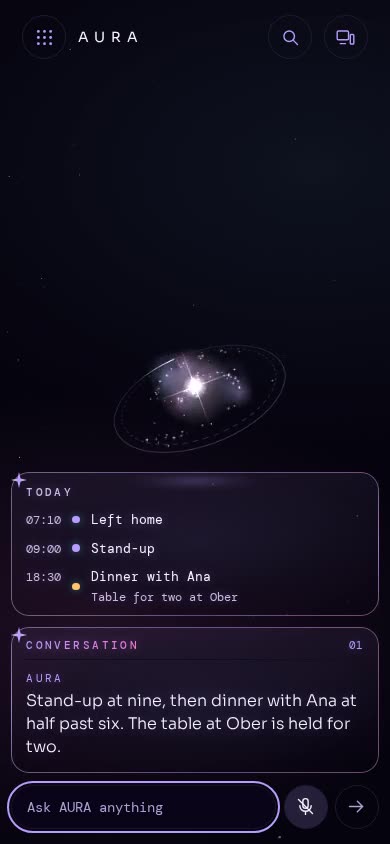 AURA
TODAY
07:10 Left home
09:00 Stand-up
18:30 Dinner with Ana
Table for two at Ober
CONVERSATION 01
AURA
Stand-up at nine, then dinner with Ana at
half past six. The table at Ober is held for
two.
Ask AURA anything